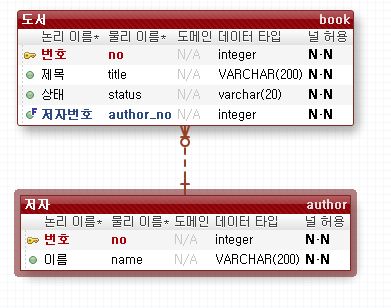 도서 book
논리 이름* 물리 이름* 도메인 데이터 타입 널 허용
번호 no N/A integer N·N
제목 title N/A VARCHAR(200) N·N
상태 status N/A varchar(20) N·N
저자번호 author_no N/A integer N·N
저자 author
논리 이름* 물리 이름* 도메인 데이터 타입 널 허용
번호 no N/A integer N·N
이름 name N/A VARCHAR(200) N·N